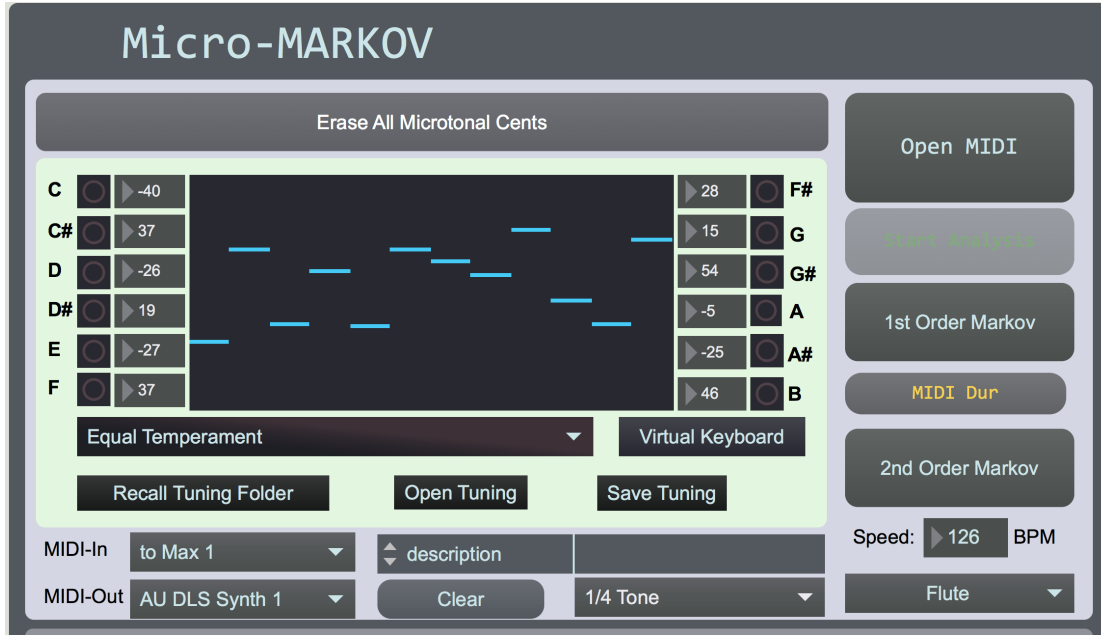 Micro-MARKOV
Erase All Microtonal Cents
Open MIDI
C -40
28 F#
C# 37
15 G
Start Analysis
D -26
54 G#
D# 19
-5 A
1st Order Markov
E -27
-25 A#
F 37
46 B
MIDI Dur
Equal Temperament
Virtual Keyboard
2nd Order Markov
Recall Tuning Folder
Open Tuning
Save Tuning
Speed: 126 BPM
MIDI-In to Max 1
description
MIDI-Out AU DLS Synth 1
Clear
1/4 Tone
Flute